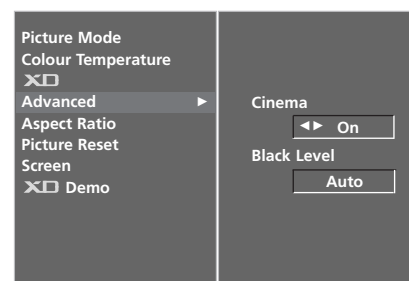 Picture Mode
Colour Temperature
XD
Advanced ►
Aspect Ratio
Picture Reset
Screen
XD Demo
Cinema
◄► On
Black Level
Auto